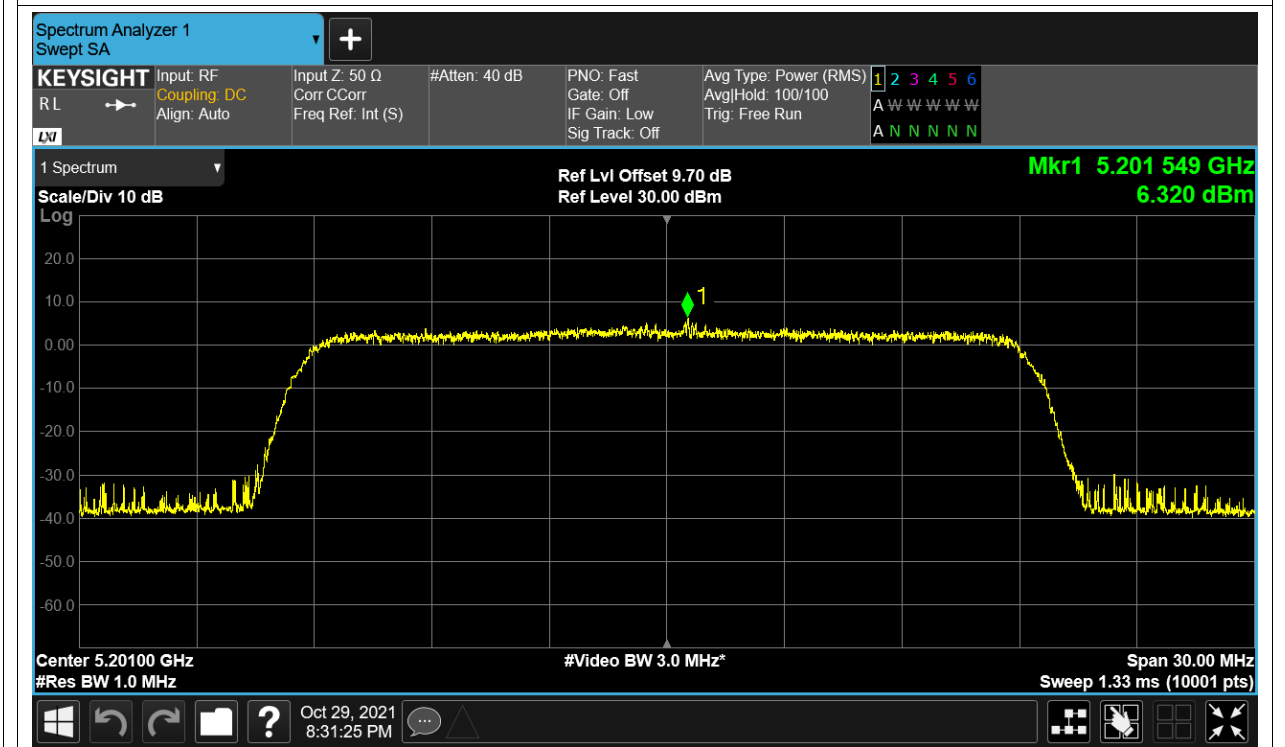 Spectrum Analyzer 1
Swept SA
KEYSIGHT
RL
LXI
Input: RF
Coupling: DC
Align: Auto
Input Z: 50 Ω
Corr CCorr
Freq Ref: Int (S)
#Atten: 40 dB
PNO: Fast
Gate: Off
IF Gain: Low
Sig Track: Off
Avg Type: Power (RMS)
Avg|Hold: 100/100
Trig: Free Run
1 2 3 4 5 6
A W W W W W
A N N N N N
1 Spectrum
Scale/Div 10 dB
Log
Ref Lvl Offset 9.70 dB
Ref Level 30.00 dBm
Mkr1 5.201 549 GHz
6.320 dBm
20.0
10.0
0.00
-10.0
-20.0
-30.0
-40.0
-50.0
-60.0
1
Center 5.20100 GHz
#Res BW 1.0 MHz
#Video BW 3.0 MHz*
Span 30.00 MHz
Sweep 1.33 ms (10001 pts)
?
Oct 29, 2021
8:31:25 PM